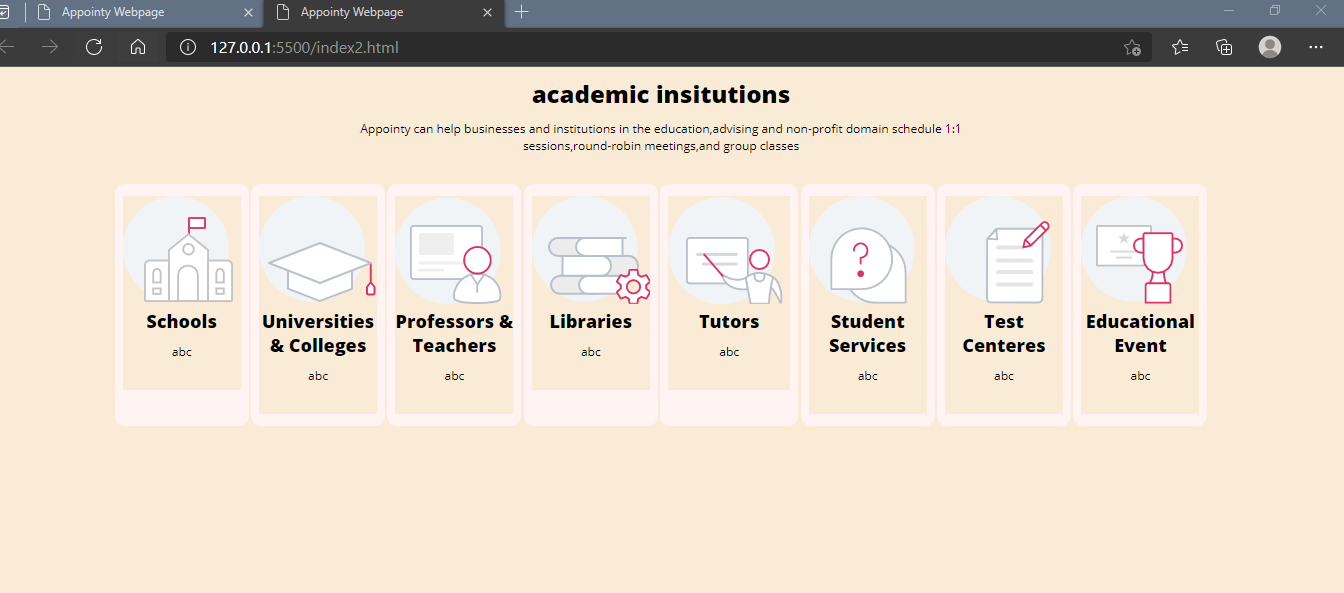 Appointy Webpage
Appointy Webpage
127.0.0.1:5500/index2.html
academic insitutions
Appointy can help businesses and institutions in the education,advising and non-profit domain schedule 1:1
sessions,round-robin meetings,and group classes
Schools
abc
Universities
& Colleges
abc
Professors &
Teachers
abc
Libraries
abc
Tutors
abc
?
Student
Services
abc
Test
Centeres
abc
Educational
Event
abc